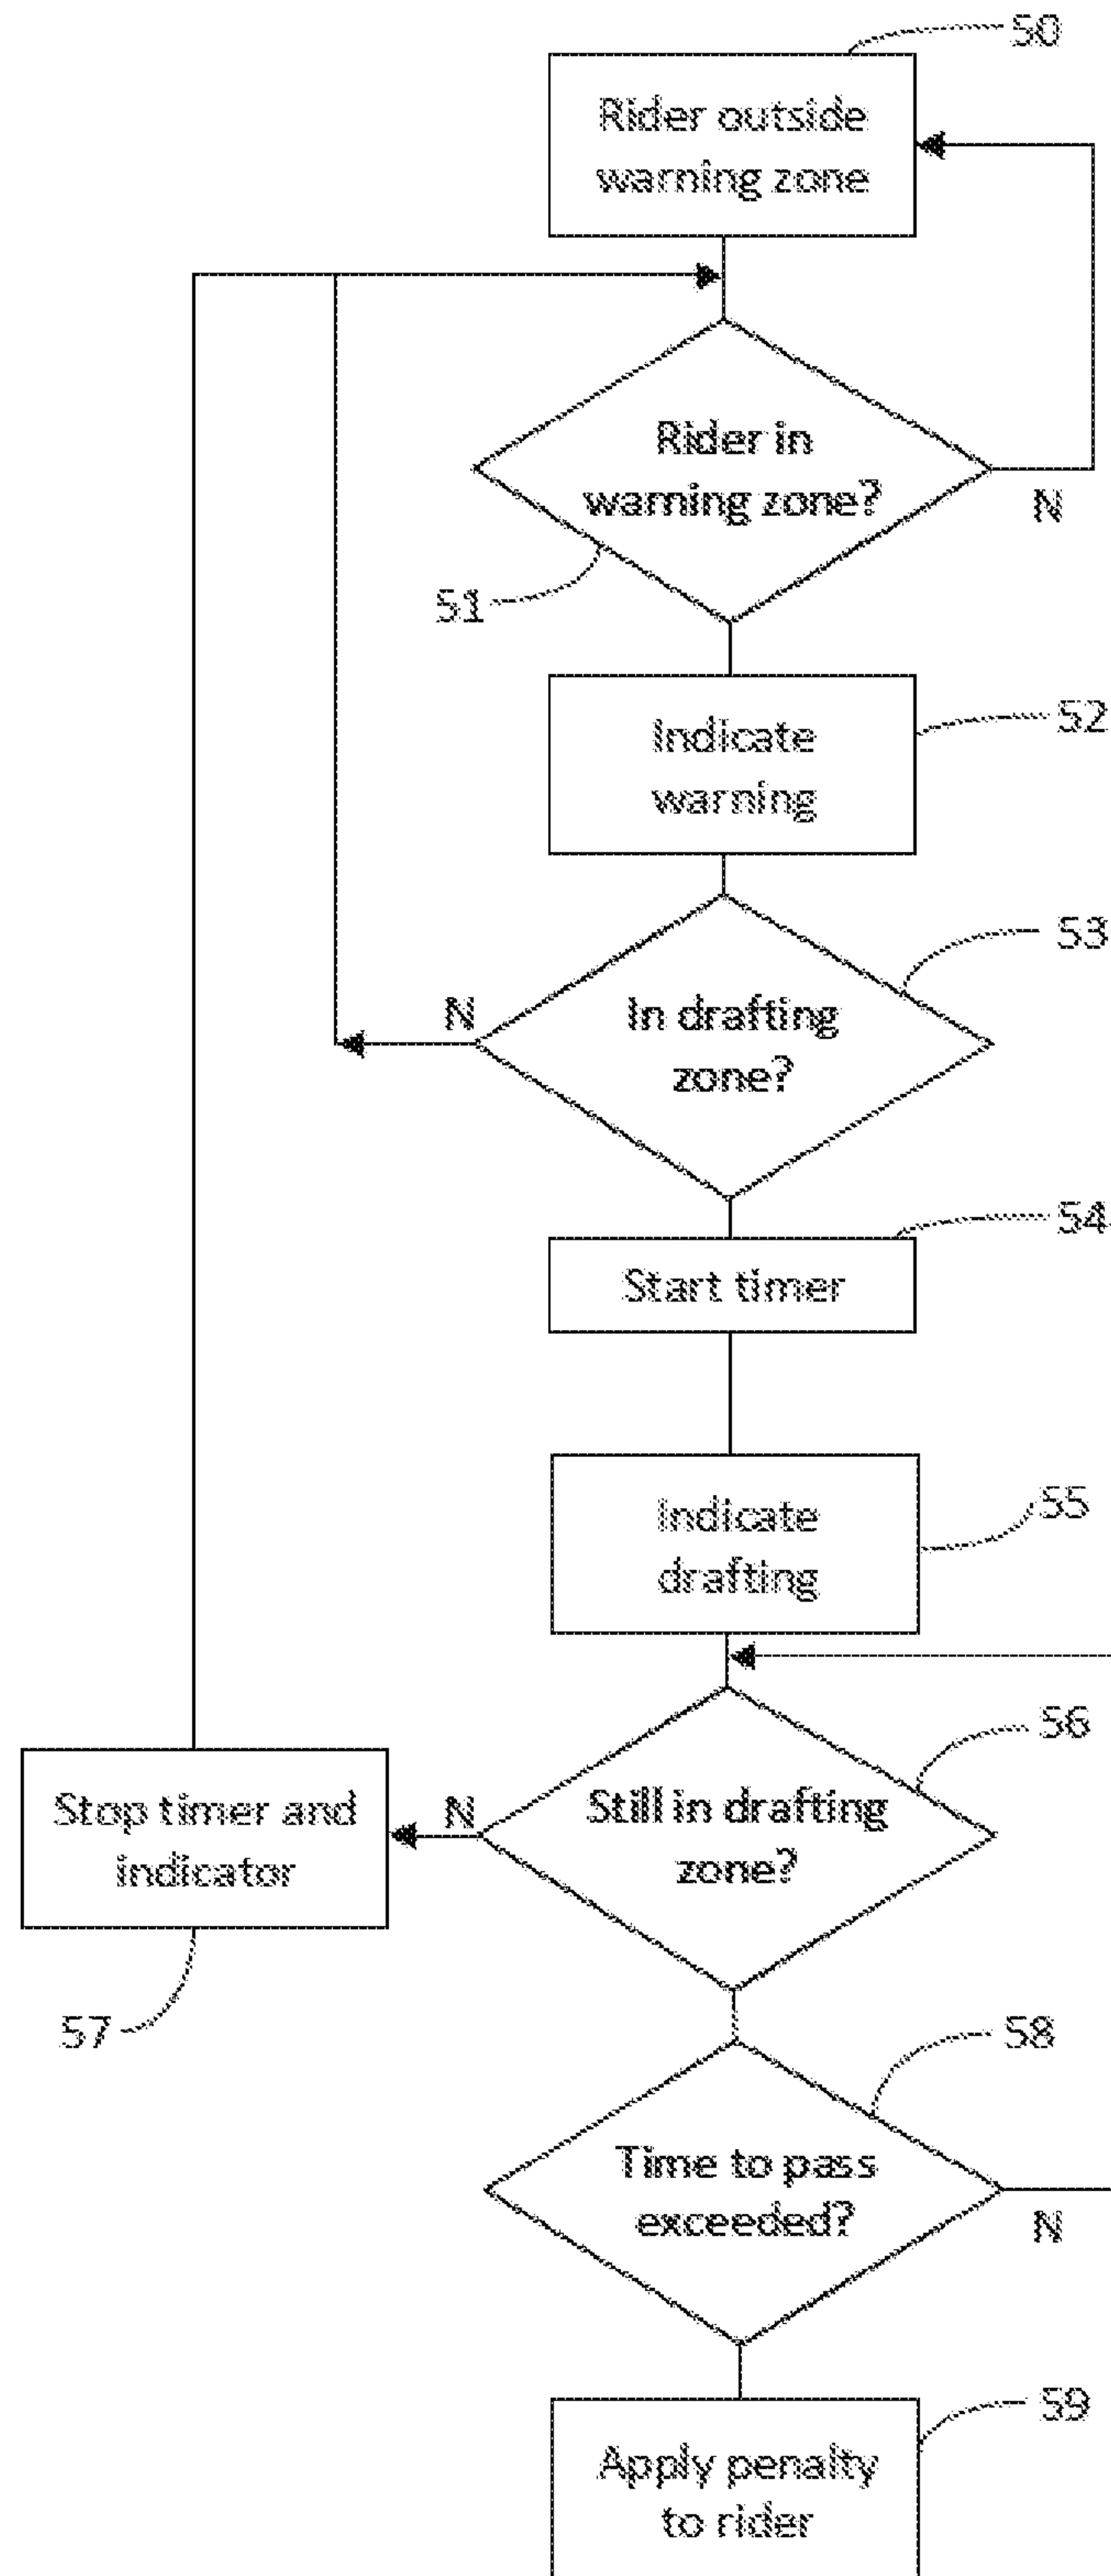 50
Rider outside
warning zone
Rider in
warning zone?
N
51
Indicate
warning
52
53
N
In drafting
zone?
54
Start timer
Indicate
drafting
55
56
Stop timer and
indicator
N
Still in drafting
zone?
57
58
Time to pass
exceeded?
N
59
Apply penalty
to rider